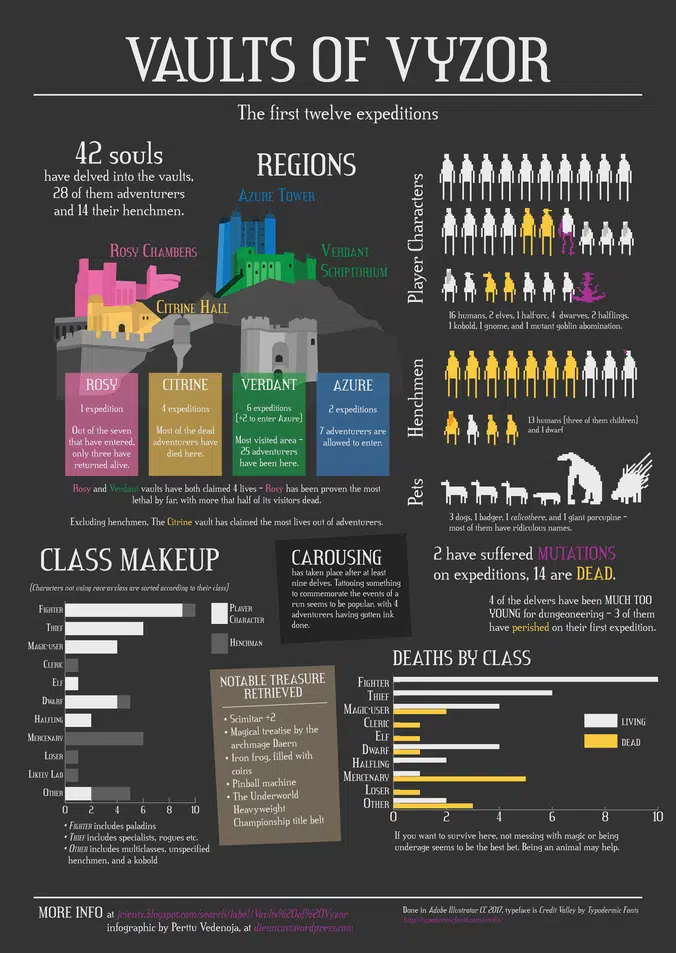 VAULTS OF VYZOR
The first twelve expeditions
42 souls
have delved into the vaults,
28 of them adventurers
and 14 their henchmen.
REGIONS
AZURE TOWER
ROSY CHAMBERS
VERDANT
SCRIPTORIUM
CITRINE HALL
ROSY
1 expedition
Out of the seven
that have entered,
only three have
returned alive.
CITRINE
4 expeditions
Most of the dead
adventurers have
died here.
VERDANT
6 expeditions
(+2 to enter Azure)
Most visited area –
25 adventurers
have been here.
AZURE
2 expeditions
7 adventurers are
allowed to enter.
Rosy and Verdant vaults have both claimed 4 lives – Rosy has been proven the most
lethal by far, with more that half of its visitors dead.
Excluding henchmen, The Citrine vault has claimed the most lives out of adventurers.
Player Characters
16 humans, 2 elves, 1 half-orc, 4 dwarves, 2 halflings,
1 kobold, 1 gnome, and 1 mutant goblin abomination.
Henchmen
13 humans (three of them children)
and 1 dwarf
Pets
3 dogs, 1 badger, 1 calicothere, and 1 giant porcupine –
most of them have ridiculous names.
2 have suffered MUTATIONS
on expeditions, 14 are DEAD.
4 of the delvers have been MUCH TOO
YOUNG for dungeoneering – 3 of them
have perished on their first expedition.
CLASS MAKEUP
(Characters not using race-as-class are sorted according to their class)
FIGHTER
THIEF
MAGIC-USER
CLERIC
ELF
DWARF
HALFLING
MERCENARY
LOSER
LIKELY LAD
OTHER
0 2 4 6 8 10
PLAYER
CHARACTER
HENCHMAN
• FIGHTER includes paladins
• THIEF includes specialists, rogues etc.
• OTHER includes multiclasses, unspecified
henchmen, and a kobold
CAROUSING
has taken place after at least
nine delves. Tattooing something
to commemorate the events of a
run seems to be popular, with 4
adventurers having gotten ink
done.
NOTABLE TREASURE
RETRIEVED
• Scimitar +2
• Magical treatise by the
archmage Daern
• Iron frog, filled with
coins
• Pinball machine
• The Underworld
Heavyweight
Championship title belt
DEATHS BY CLASS
FIGHTER
THIEF
MAGIC-USER
CLERIC
ELF
DWARF
HALFLING
MERCENARY
LOSER
OTHER
0 2 4 6 8 10
LIVING
DEAD
If you want to survive here, not messing with magic or being
underage seems to be the best bet. Being an animal may help.
MORE INFO at jrients.blogspot.com/search/label/Vaults%20of%20Vyzor
infographic by Perttu Vedenoja, at dieuncast.wordpress.com
Done in Adobe Illustrator CC 2017, typeface is Credit Valley by Typodermic Fonts